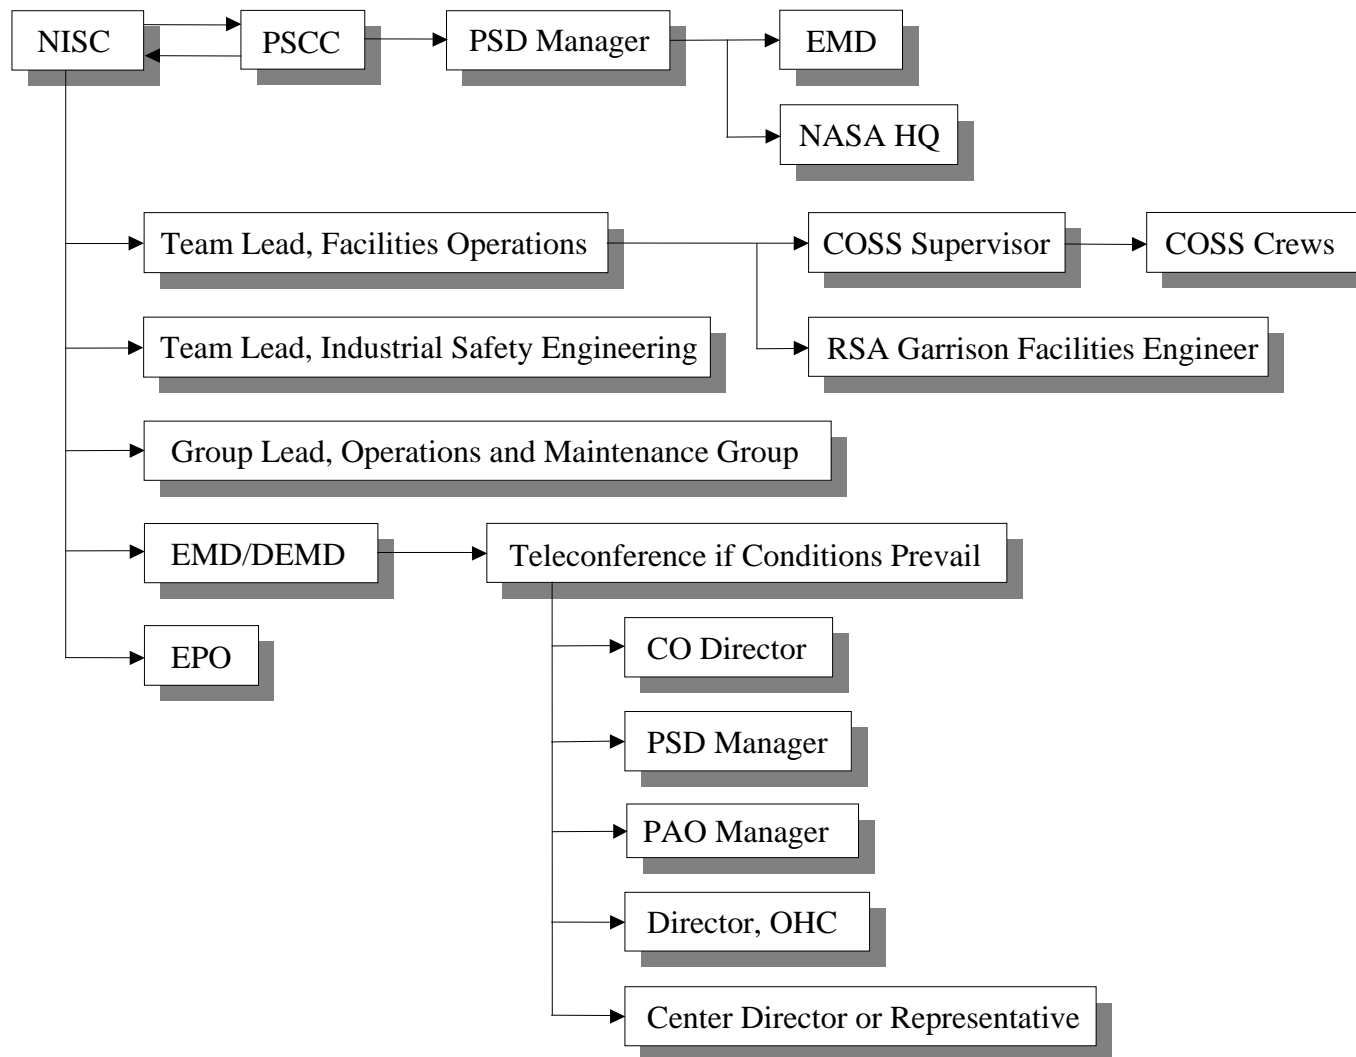 NISC
PSCC
PSD Manager
EMD
NASA HQ
Team Lead, Facilities Operations
COSS Supervisor
COSS Crews
Team Lead, Industrial Safety Engineering
RSA Garrison Facilities Engineer
Group Lead, Operations and Maintenance Group
EMD/DEMD
Teleconference if Conditions Prevail
EPO
CO Director
PSD Manager
PAO Manager
Director, OHC
Center Director or Representative